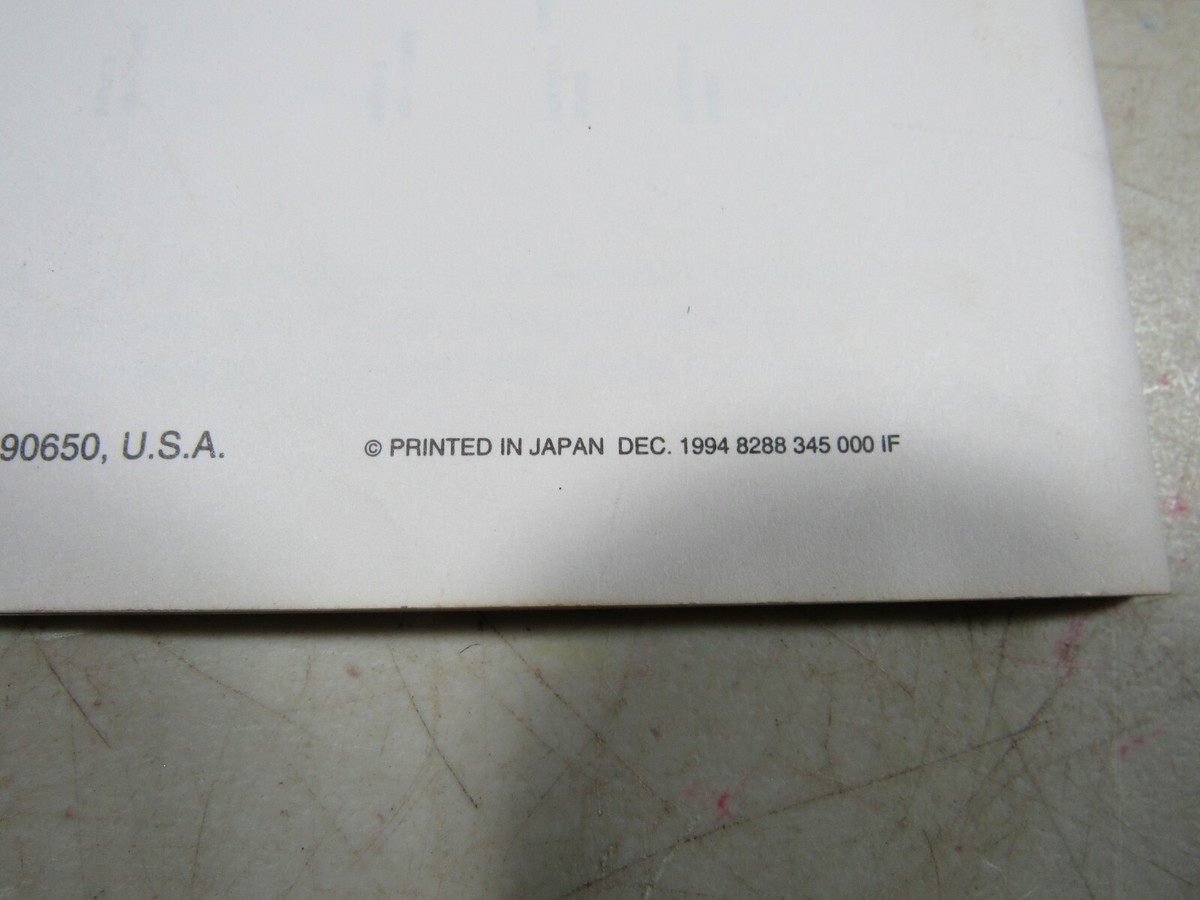 90650, U.S.A. © PRINTED IN JAPAN DEC. 1994 8288 345 000 IF